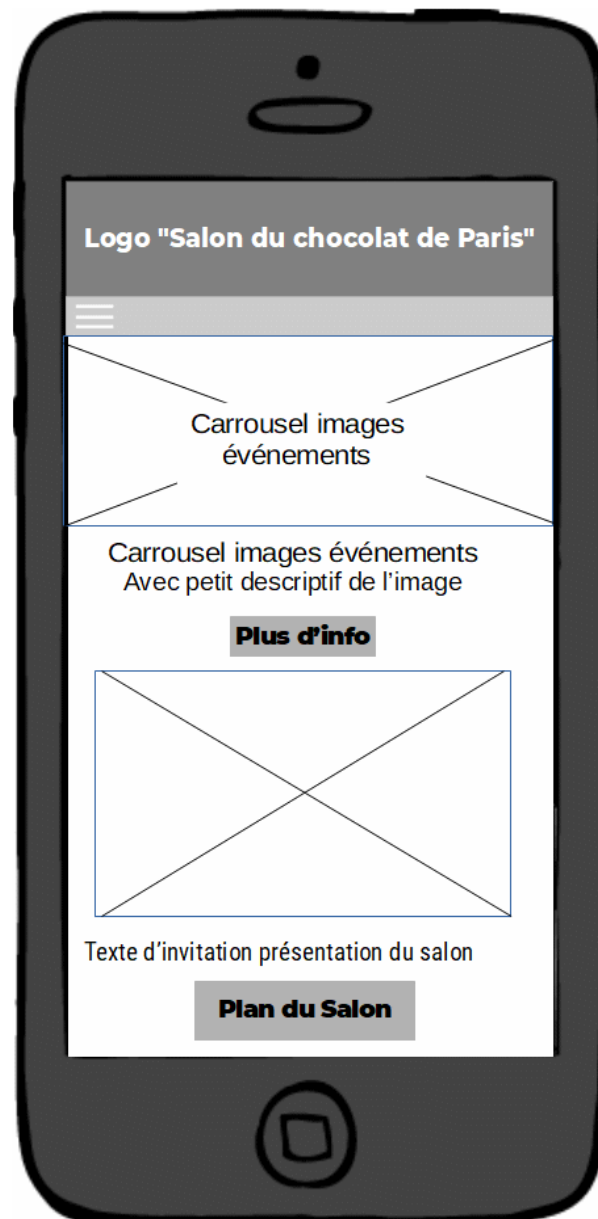 Logo "Salon du chocolat de Paris"
Carrousel images
événements
Carrousel images événements
Avec petit descriptif de l’image
Plus d’info
Texte d’invitation présentation du salon
Plan du Salon